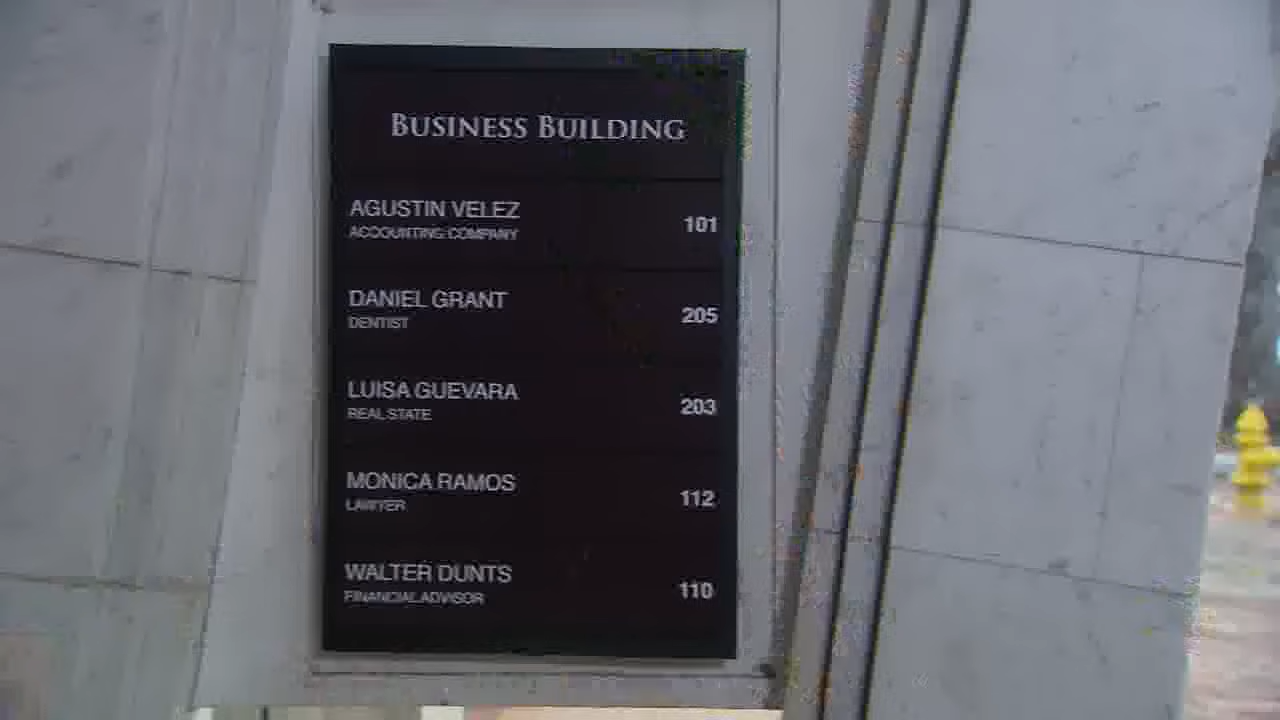 BUSINESS BUILDING
AGUSTIN VELEZ
ACCOUNTING COMPANY
101
DANIEL GRANT
DENTIST
205
LUISA GUEVARA
REAL STATE
203
MONICA RAMOS
LAWYER
112
WALTER DUNTS
FINANCIAL ADVISOR
110